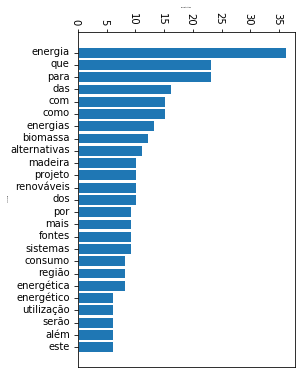 0 5 10 15 20 25 30 35
energia
que
para
das
com
como
energias
biomassa
alternativas
madeira
projeto
renováveis
dos
por
mais
fontes
sistemas
consumo
região
energética
energético
utilização
serão
além
este